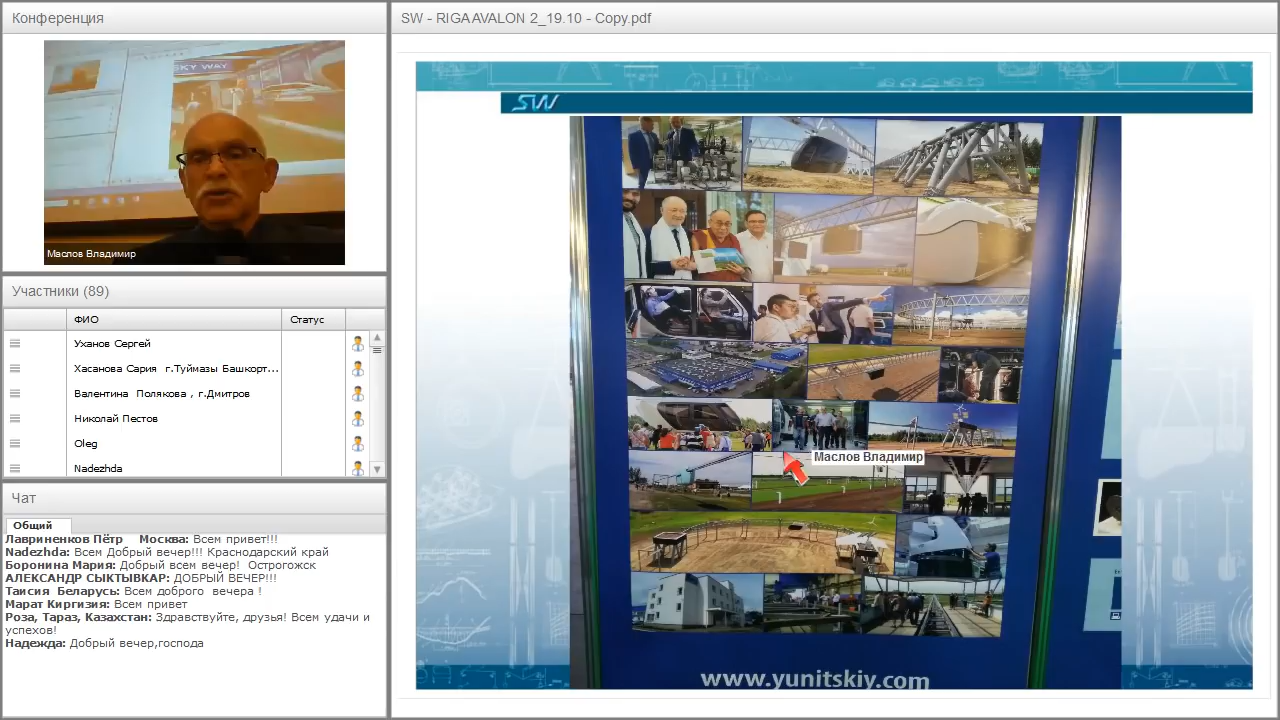 Конференция
SKY WAY
Маслов Владимир
Участники (89)
ФИО
Статус
Уханов Сергей
Хасанова Сария г.Туймазы Башкорт...
Валентина Полякова , г.Дмитров
Николай Пестов
Oleg
Nadezhda
Чат
Общий
Лавриненков Пётр Москва: Всем привет!!!
Nadezhda: Всем Добрый вечер!!! Краснодарский край
Боронина Мария: Добрый всем вечер! Острогожск
АЛЕКСАНДР СЫКТЫВКАР: ДОБРЫЙ ВЕЧЕР!!!
Таисия Беларусь: Всем доброго вечера !
Марат Киргизия: Всем привет
Роза, Тараз, Казахстан: Здравствуйте, друзья! Всем удачи и
успехов!
Надежда: Добрый вечер,господа
SW - RIGAAVALON 2_19.10 - Copy.pdf
SW
Маслов Владимир
www.yunitskiy.com